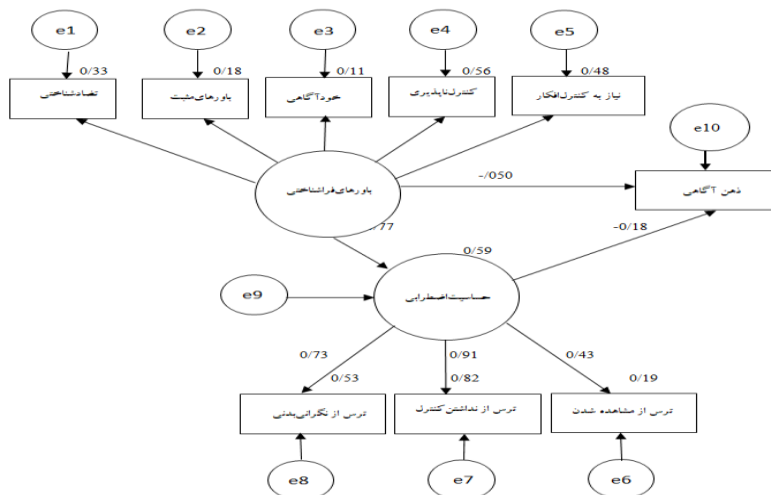 e1
e2
e3
e4
e5
0/33
0/18
0/11
0/56
0/48
تضادشناختی
باورهای‌مثبت
خودآگاهی
کنترل‌ناپذیری
نیاز به کنترل‌افکار
e10
باورهای‌فراشناختی
-/050
ذهن آگاهی
/77
0/59
-0/18
e9
حساسیت‌اضطرابی
0/73
0/91
0/43
0/53
0/82
0/19
ترس از نگرانی‌بدنی
ترس از نداشتن‌کنترل
ترس از مشاهده شدن
e8
e7
e6